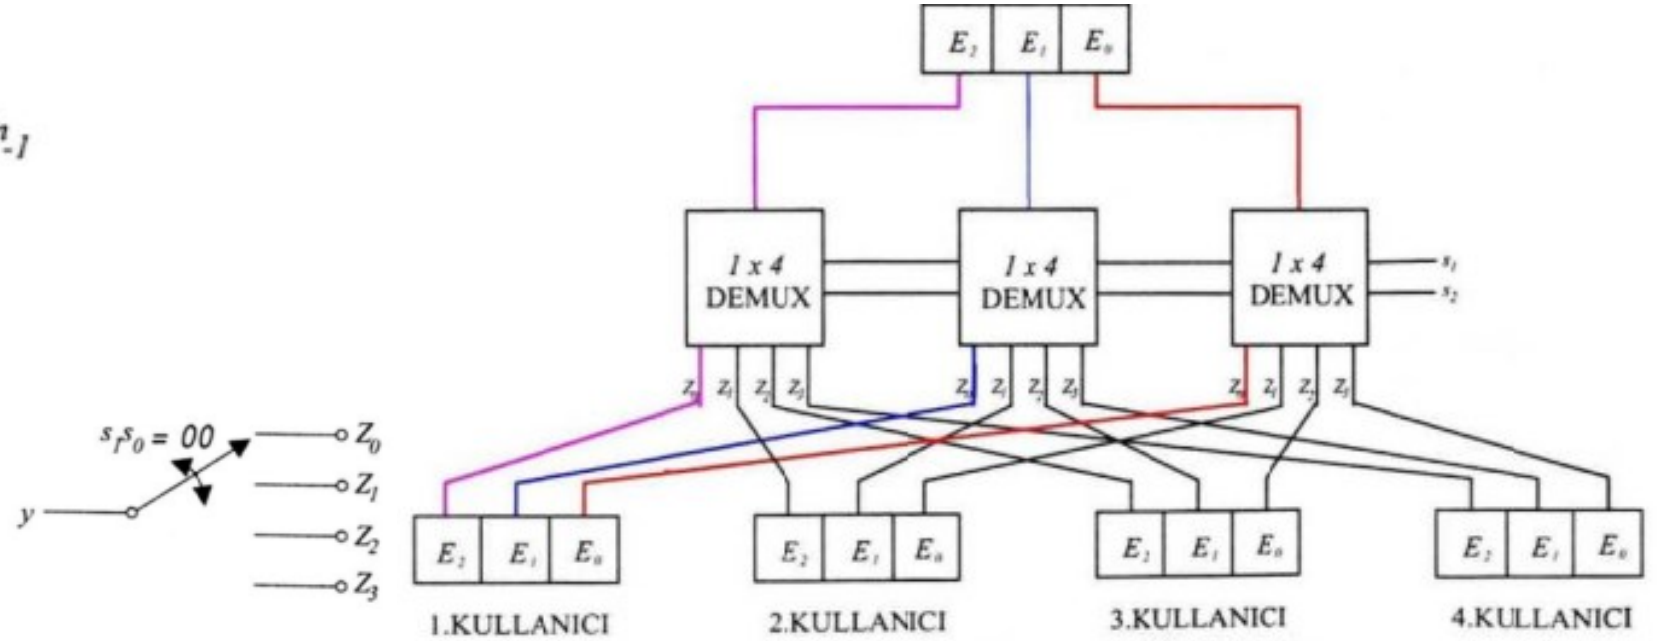 E₂ E₁ E₀
n-1
1 x 4
DEMUX
1 x 4
DEMUX
1 x 4
DEMUX
s₁
s₂
Z₀ Z₁ Z₂ Z₃
Z₀ Z₁ Z₂ Z₃
Z₀ Z₁ Z₂ Z₃
s₁s₀ = 00
y
Z₀
Z₁
Z₂
Z₃
E₂ E₁ E₀
E₂ E₁ E₀
E₂ E₁ E₀
E₂ E₁ E₀
1.KULLANICI
2.KULLANICI
3.KULLANICI
4.KULLANICI